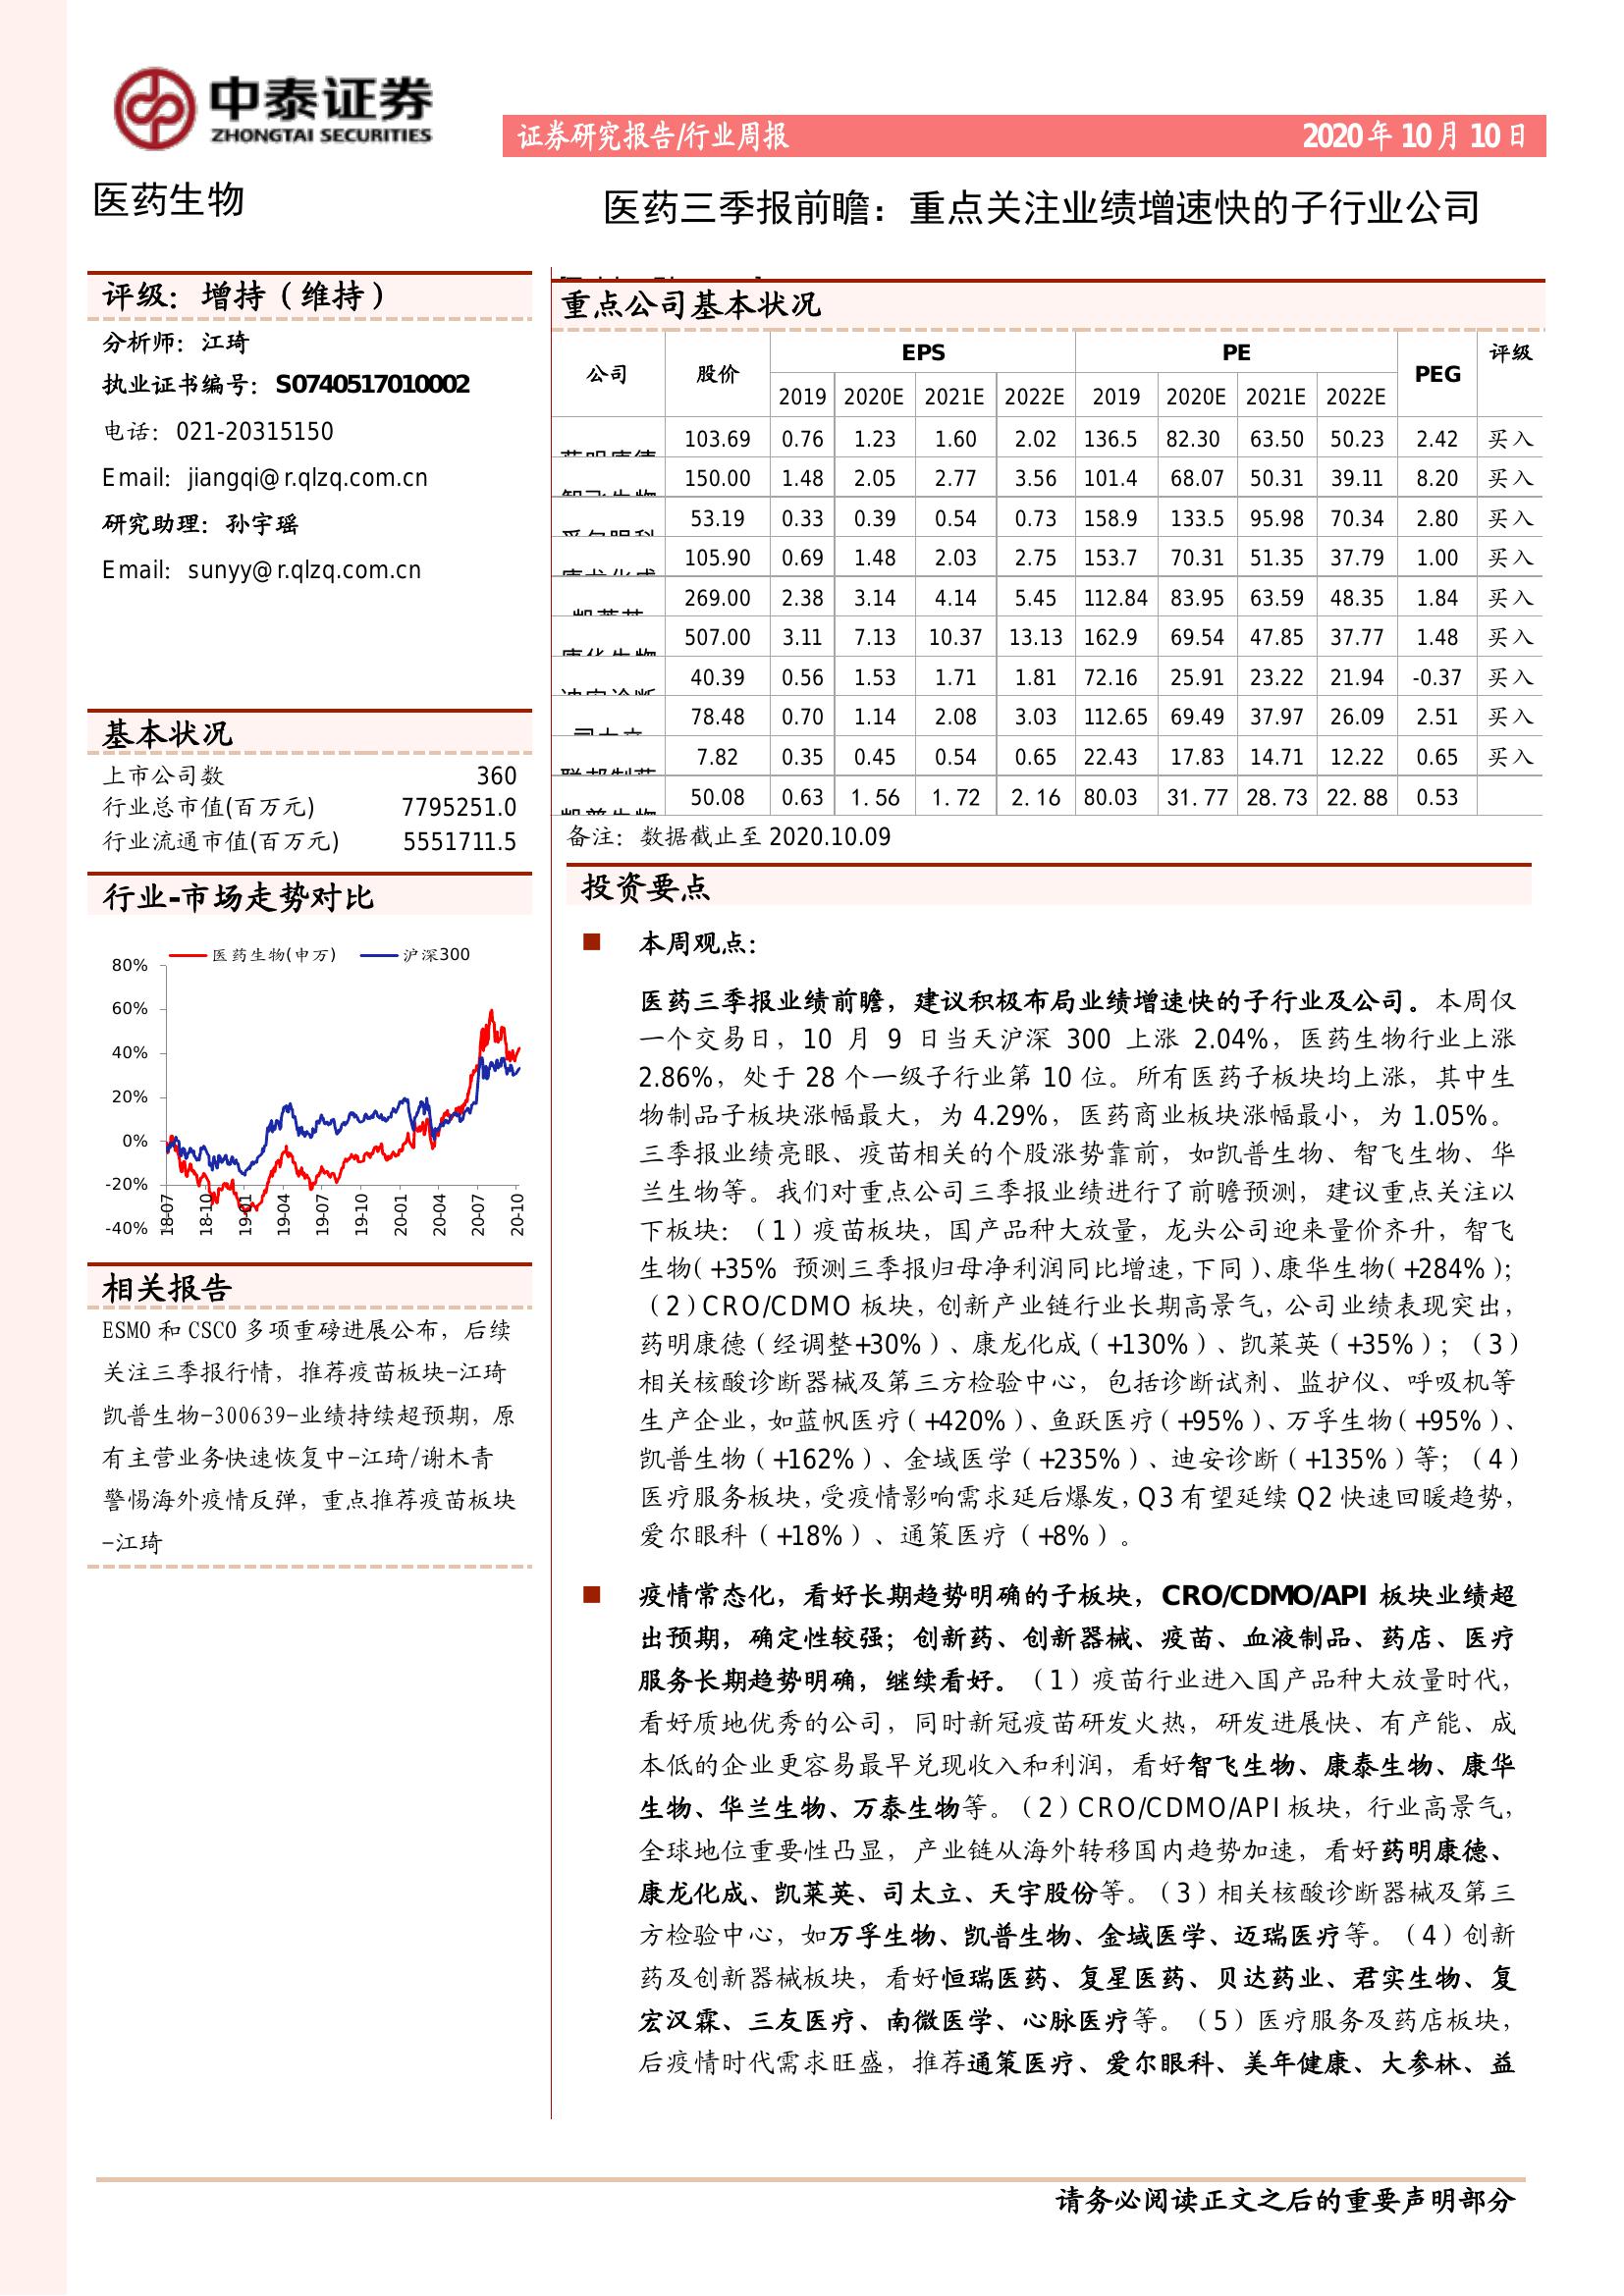 中泰证券
ZHONGTAI SECURITIES
证券研究报告/行业周报 2020年10月10日
医药生物
医药三季报前瞻：重点关注业绩增速快的子行业公司
评级：增持（维持）
分析师：江琦
执业证书编号：S0740517010002
电话：021-20315150
Email：jiangqi@r.qlzq.com.cn
研究助理：孙宇瑶
Email：sunyy@r.qlzq.com.cn
基本状况
上市公司数 360
行业总市值(百万元) 7795251.0
行业流通市值(百万元) 5551711.5
行业-市场走势对比
医药生物(申万) 沪深300
80%
60%
40%
20%
0%
-20%
-40%
18-07 18-10 19-01 19-04 19-07 19-10 20-01 20-04 20-07 20-10
相关报告
ESMO和CSCO多项重磅进展公布，后续
关注三季报行情，推荐疫苗板块-江琦
凯普生物-300639-业绩持续超预期，原
有主营业务快速恢复中-江琦/谢木青
警惕海外疫情反弹，重点推荐疫苗板块
-江琦
重点公司基本状况
公司 股价 EPS PE PEG 评级
2019 2020E 2021E 2022E 2019 2020E 2021E 2022E
103.69 0.76 1.23 1.60 2.02 136.5 82.30 63.50 50.23 2.42 买入
150.00 1.48 2.05 2.77 3.56 101.4 68.07 50.31 39.11 8.20 买入
53.19 0.33 0.39 0.54 0.73 158.9 133.5 95.98 70.34 2.80 买入
105.90 0.69 1.48 2.03 2.75 153.7 70.31 51.35 37.79 1.00 买入
269.00 2.38 3.14 4.14 5.45 112.84 83.95 63.59 48.35 1.84 买入
507.00 3.11 7.13 10.37 13.13 162.9 69.54 47.85 37.77 1.48 买入
40.39 0.56 1.53 1.71 1.81 72.16 25.91 23.22 21.94 -0.37 买入
78.48 0.70 1.14 2.08 3.03 112.65 69.49 37.97 26.09 2.51 买入
7.82 0.35 0.45 0.54 0.65 22.43 17.83 14.71 12.22 0.65 买入
50.08 0.63 1.56 1.72 2.16 80.03 31.77 28.73 22.88 0.53
备注：数据截止至2020.10.09
投资要点
■ 本周观点：
医药三季报业绩前瞻，建议积极布局业绩增速快的子行业及公司。本周仅
一个交易日，10 月 9 日当天沪深 300 上涨 2.04%，医药生物行业上涨
2.86%，处于 28 个一级子行业第 10 位。所有医药子板块均上涨，其中生
物制品子板块涨幅最大，为 4.29%，医药商业板块涨幅最小，为 1.05%。
三季报业绩亮眼、疫苗相关的个股涨势靠前，如凯普生物、智飞生物、华
兰生物等。我们对重点公司三季报业绩进行了前瞻预测，建议重点关注以
下板块：（1）疫苗板块，国产品种大放量，龙头公司迎来量价齐升，智飞
生物(+35% 预测三季报归母净利润同比增速,下同)、康华生物(+284%)；
（2）CRO/CDMO 板块，创新产业链行业长期高景气，公司业绩表现突出，
药明康德（经调整+30%）、康龙化成（+130%）、凯莱英（+35%）；（3）
相关核酸诊断器械及第三方检验中心，包括诊断试剂、监护仪、呼吸机等
生产企业，如蓝帆医疗（+420%）、鱼跃医疗（+95%）、万孚生物（+95%）、
凯普生物（+162%）、金域医学（+235%）、迪安诊断（+135%）等；（4）
医疗服务板块，受疫情影响需求延后爆发，Q3 有望延续 Q2 快速回暖趋势，
爱尔眼科（+18%）、通策医疗（+8%）。
■ 疫情常态化，看好长期趋势明确的子板块，CRO/CDMO/API 板块业绩超
出预期，确定性较强；创新药、创新器械、疫苗、血液制品、药店、医疗
服务长期趋势明确，继续看好。（1）疫苗行业进入国产品种大放量时代，
看好质地优秀的公司，同时新冠疫苗研发火热，研发进展快、有产能、成
本低的企业更容易最早兑现收入和利润，看好智飞生物、康泰生物、康华
生物、华兰生物、万泰生物等。（2）CRO/CDMO/API 板块，行业高景气，
全球地位重要性凸显，产业链从海外转移国内趋势加速，看好药明康德、
康龙化成、凯莱英、司太立、天宇股份等。（3）相关核酸诊断器械及第三
方检验中心，如万孚生物、凯普生物、金域医学、迈瑞医疗等。（4）创新
药及创新器械板块，看好恒瑞医药、复星医药、贝达药业、君实生物、复
宏汉霖、三友医疗、南微医学、心脉医疗等。（5）医疗服务及药店板块，
后疫情时代需求旺盛，推荐通策医疗、爱尔眼科、美年健康、大参林、益
请务必阅读正文之后的重要声明部分